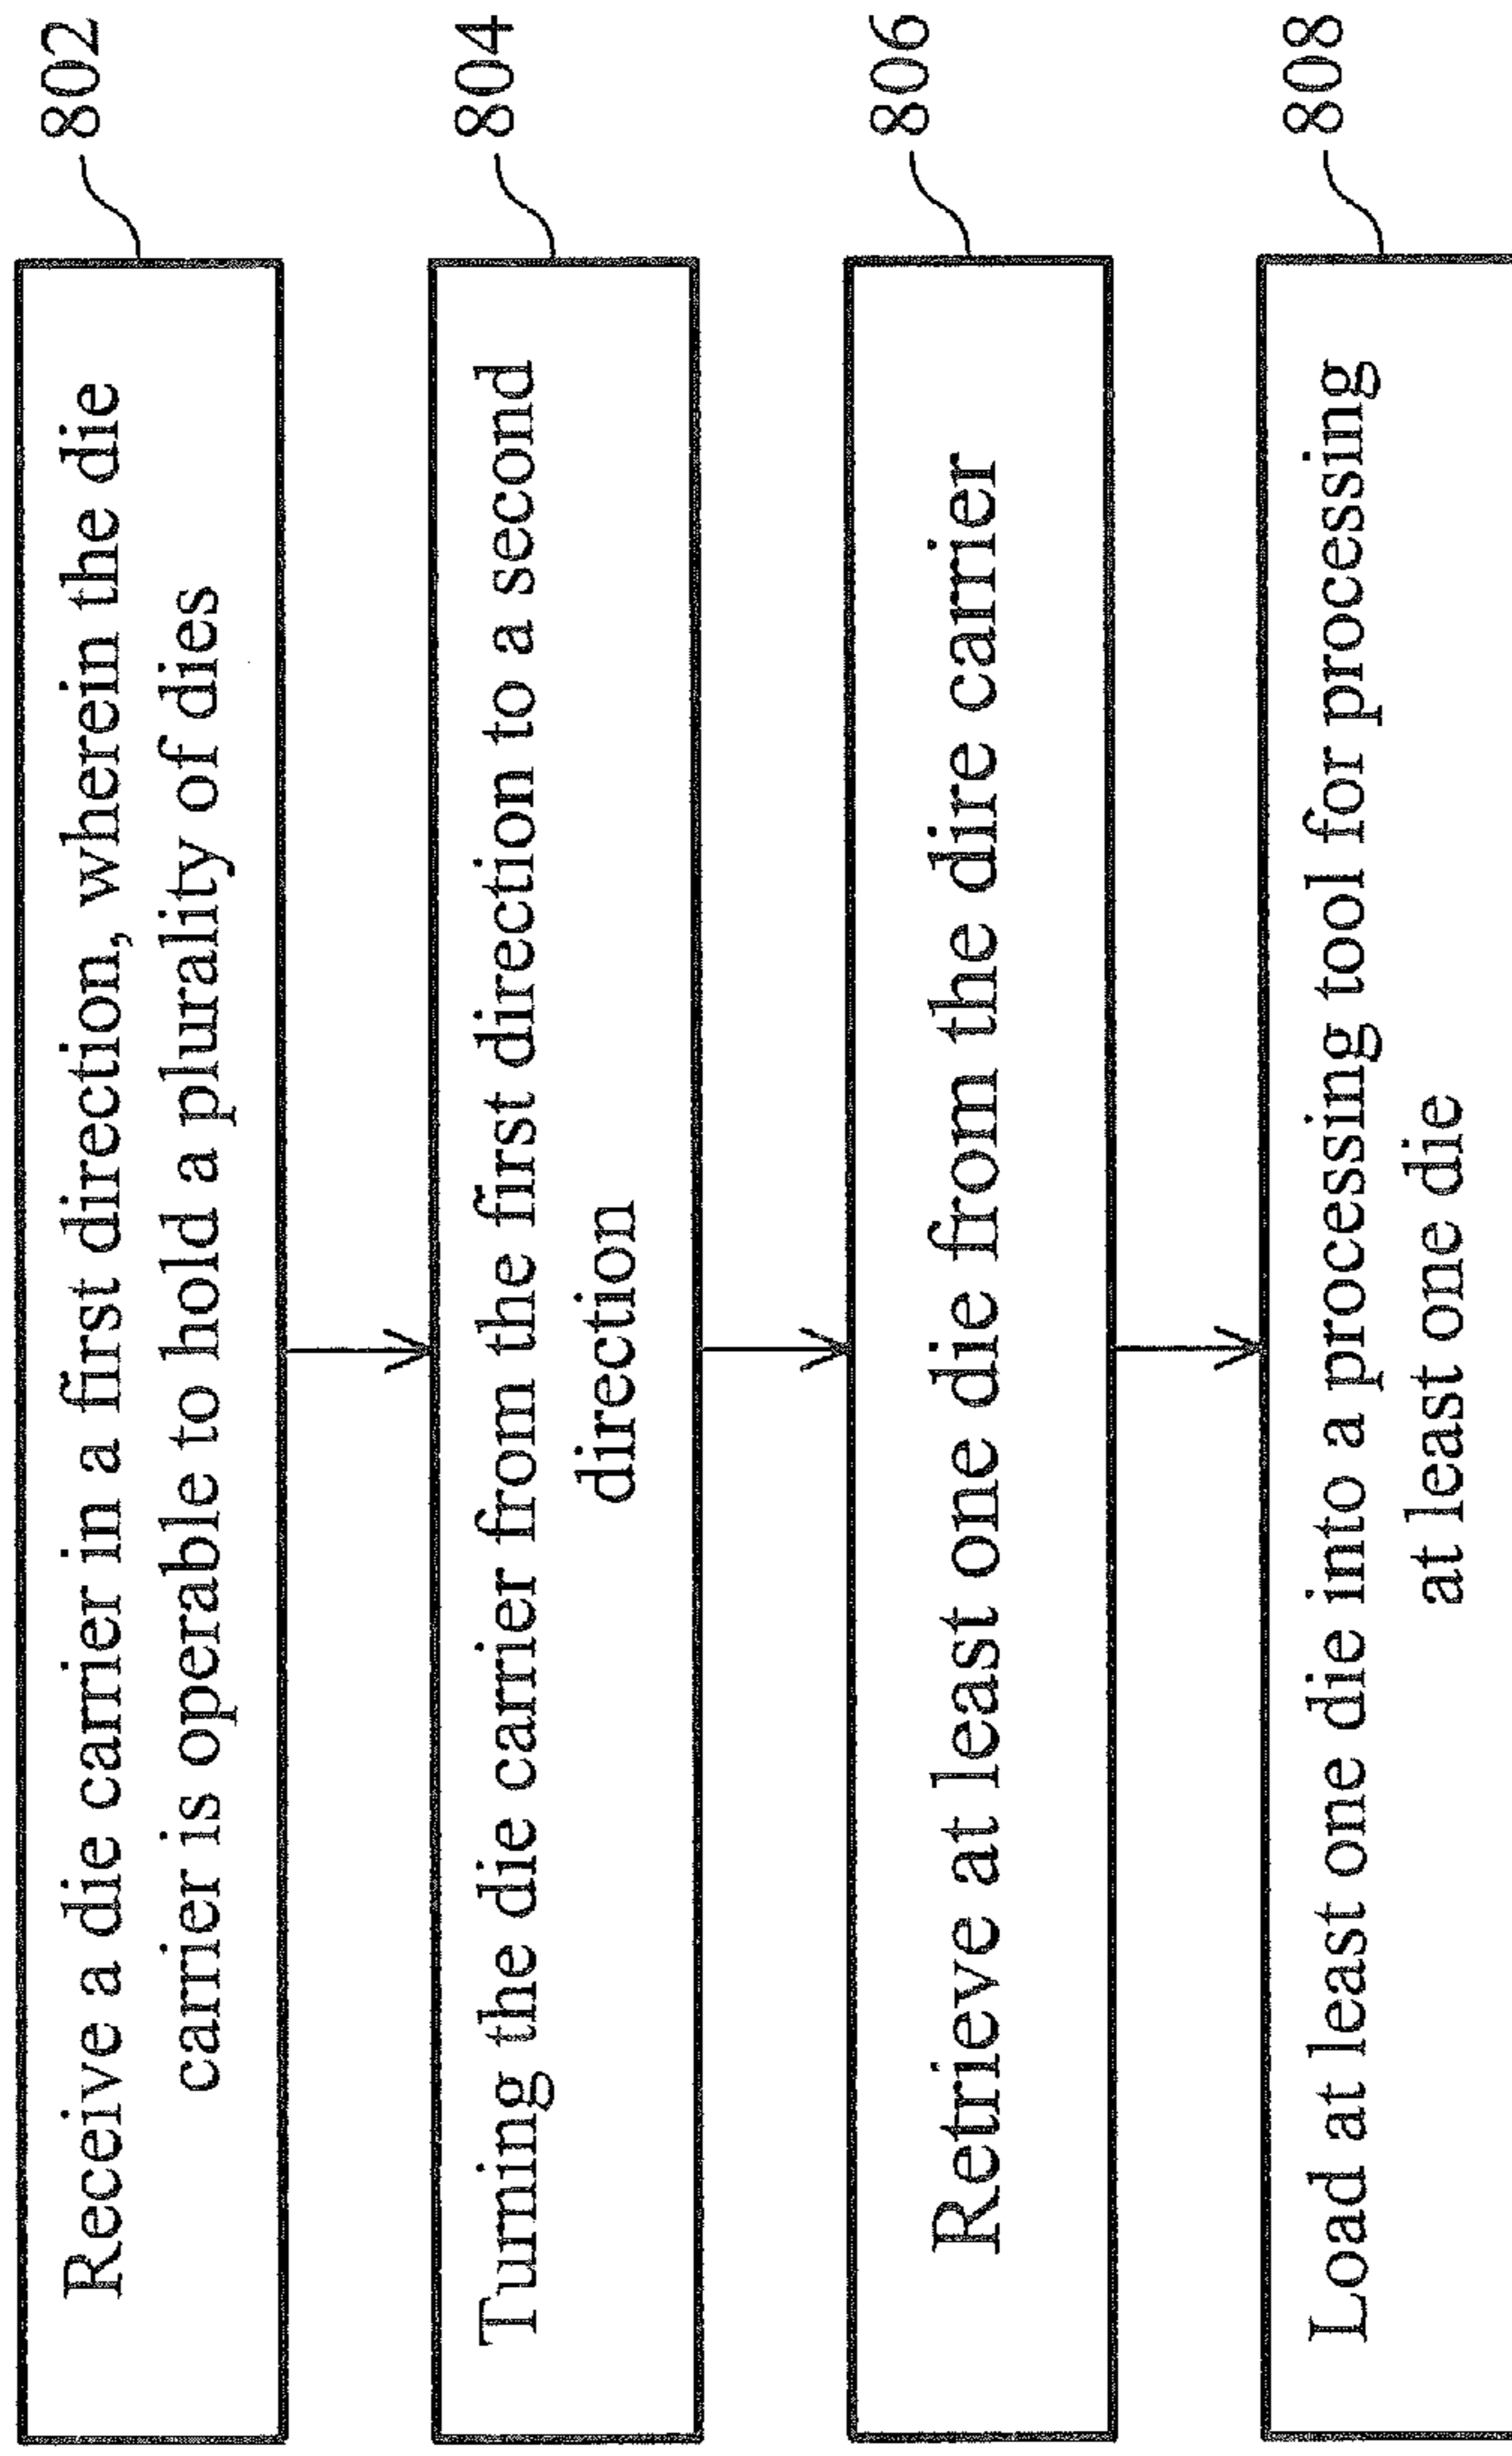 Receive a die carrier in a first direction, wherein the die
carrier is operable to hold a plurality of dies
802
Turning the die carrier from the first direction to a second
direction
804
Retrieve at least one die from the dire carrier
806
Load at least one die into a processing tool for processing
at least one die
808